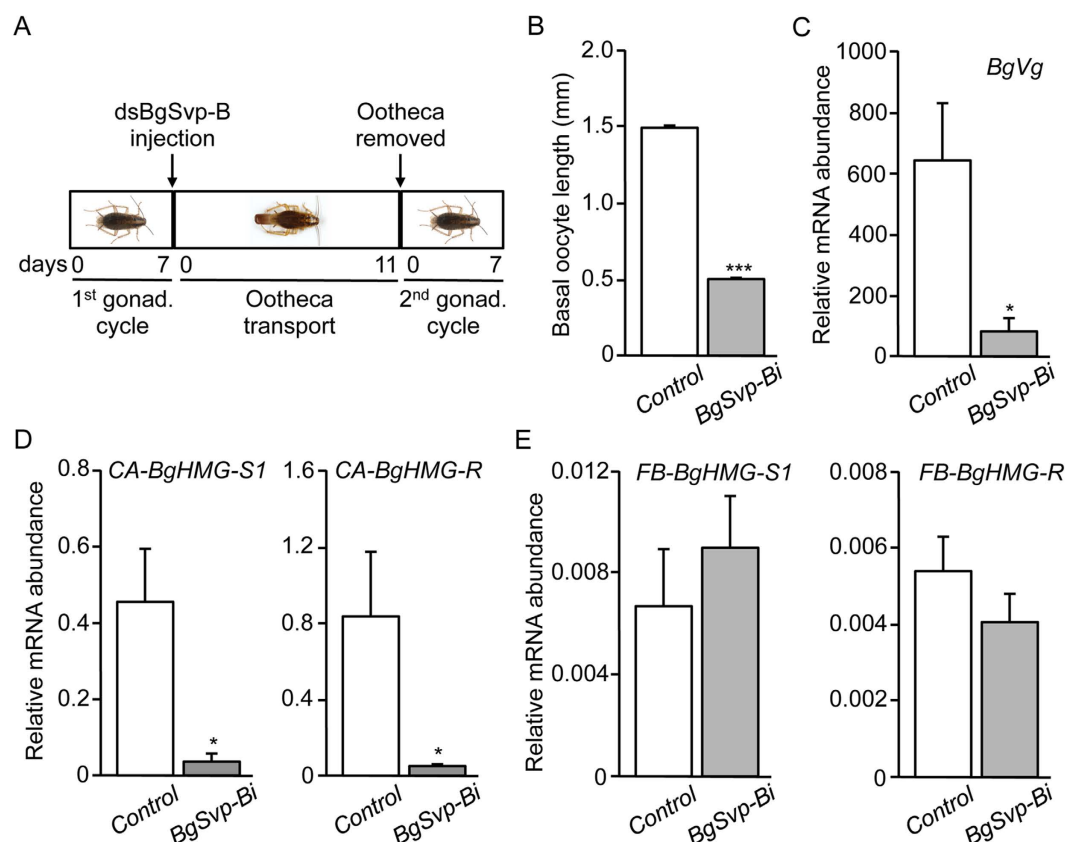 A
dsBgSvp-B
injection
Ootheca
removed
days 0 7 0 11 0 7
1st gonad.
cycle
Ootheca
transport
2nd gonad.
cycle
B
Basal oocyte length (mm)
2.0
1.5
1.0
0.5
0
***
Control
BgSvp-Bi
C
Relative mRNA abundance
BgVg
1000
800
600
400
200
0
*
Control
BgSvp-Bi
D
Relative mRNA abundance
CA-BgHMG-S1
0.8
0.6
0.4
0.2
0
*
Control
BgSvp-Bi
CA-BgHMG-R
1.6
1.2
0.8
0.4
0
*
Control
BgSvp-Bi
E
Relative mRNA abundance
FB-BgHMG-S1
0.012
0.008
0.004
0
Control
BgSvp-Bi
FB-BgHMG-R
0.008
0.006
0.004
0.002
0
Control
BgSvp-Bi